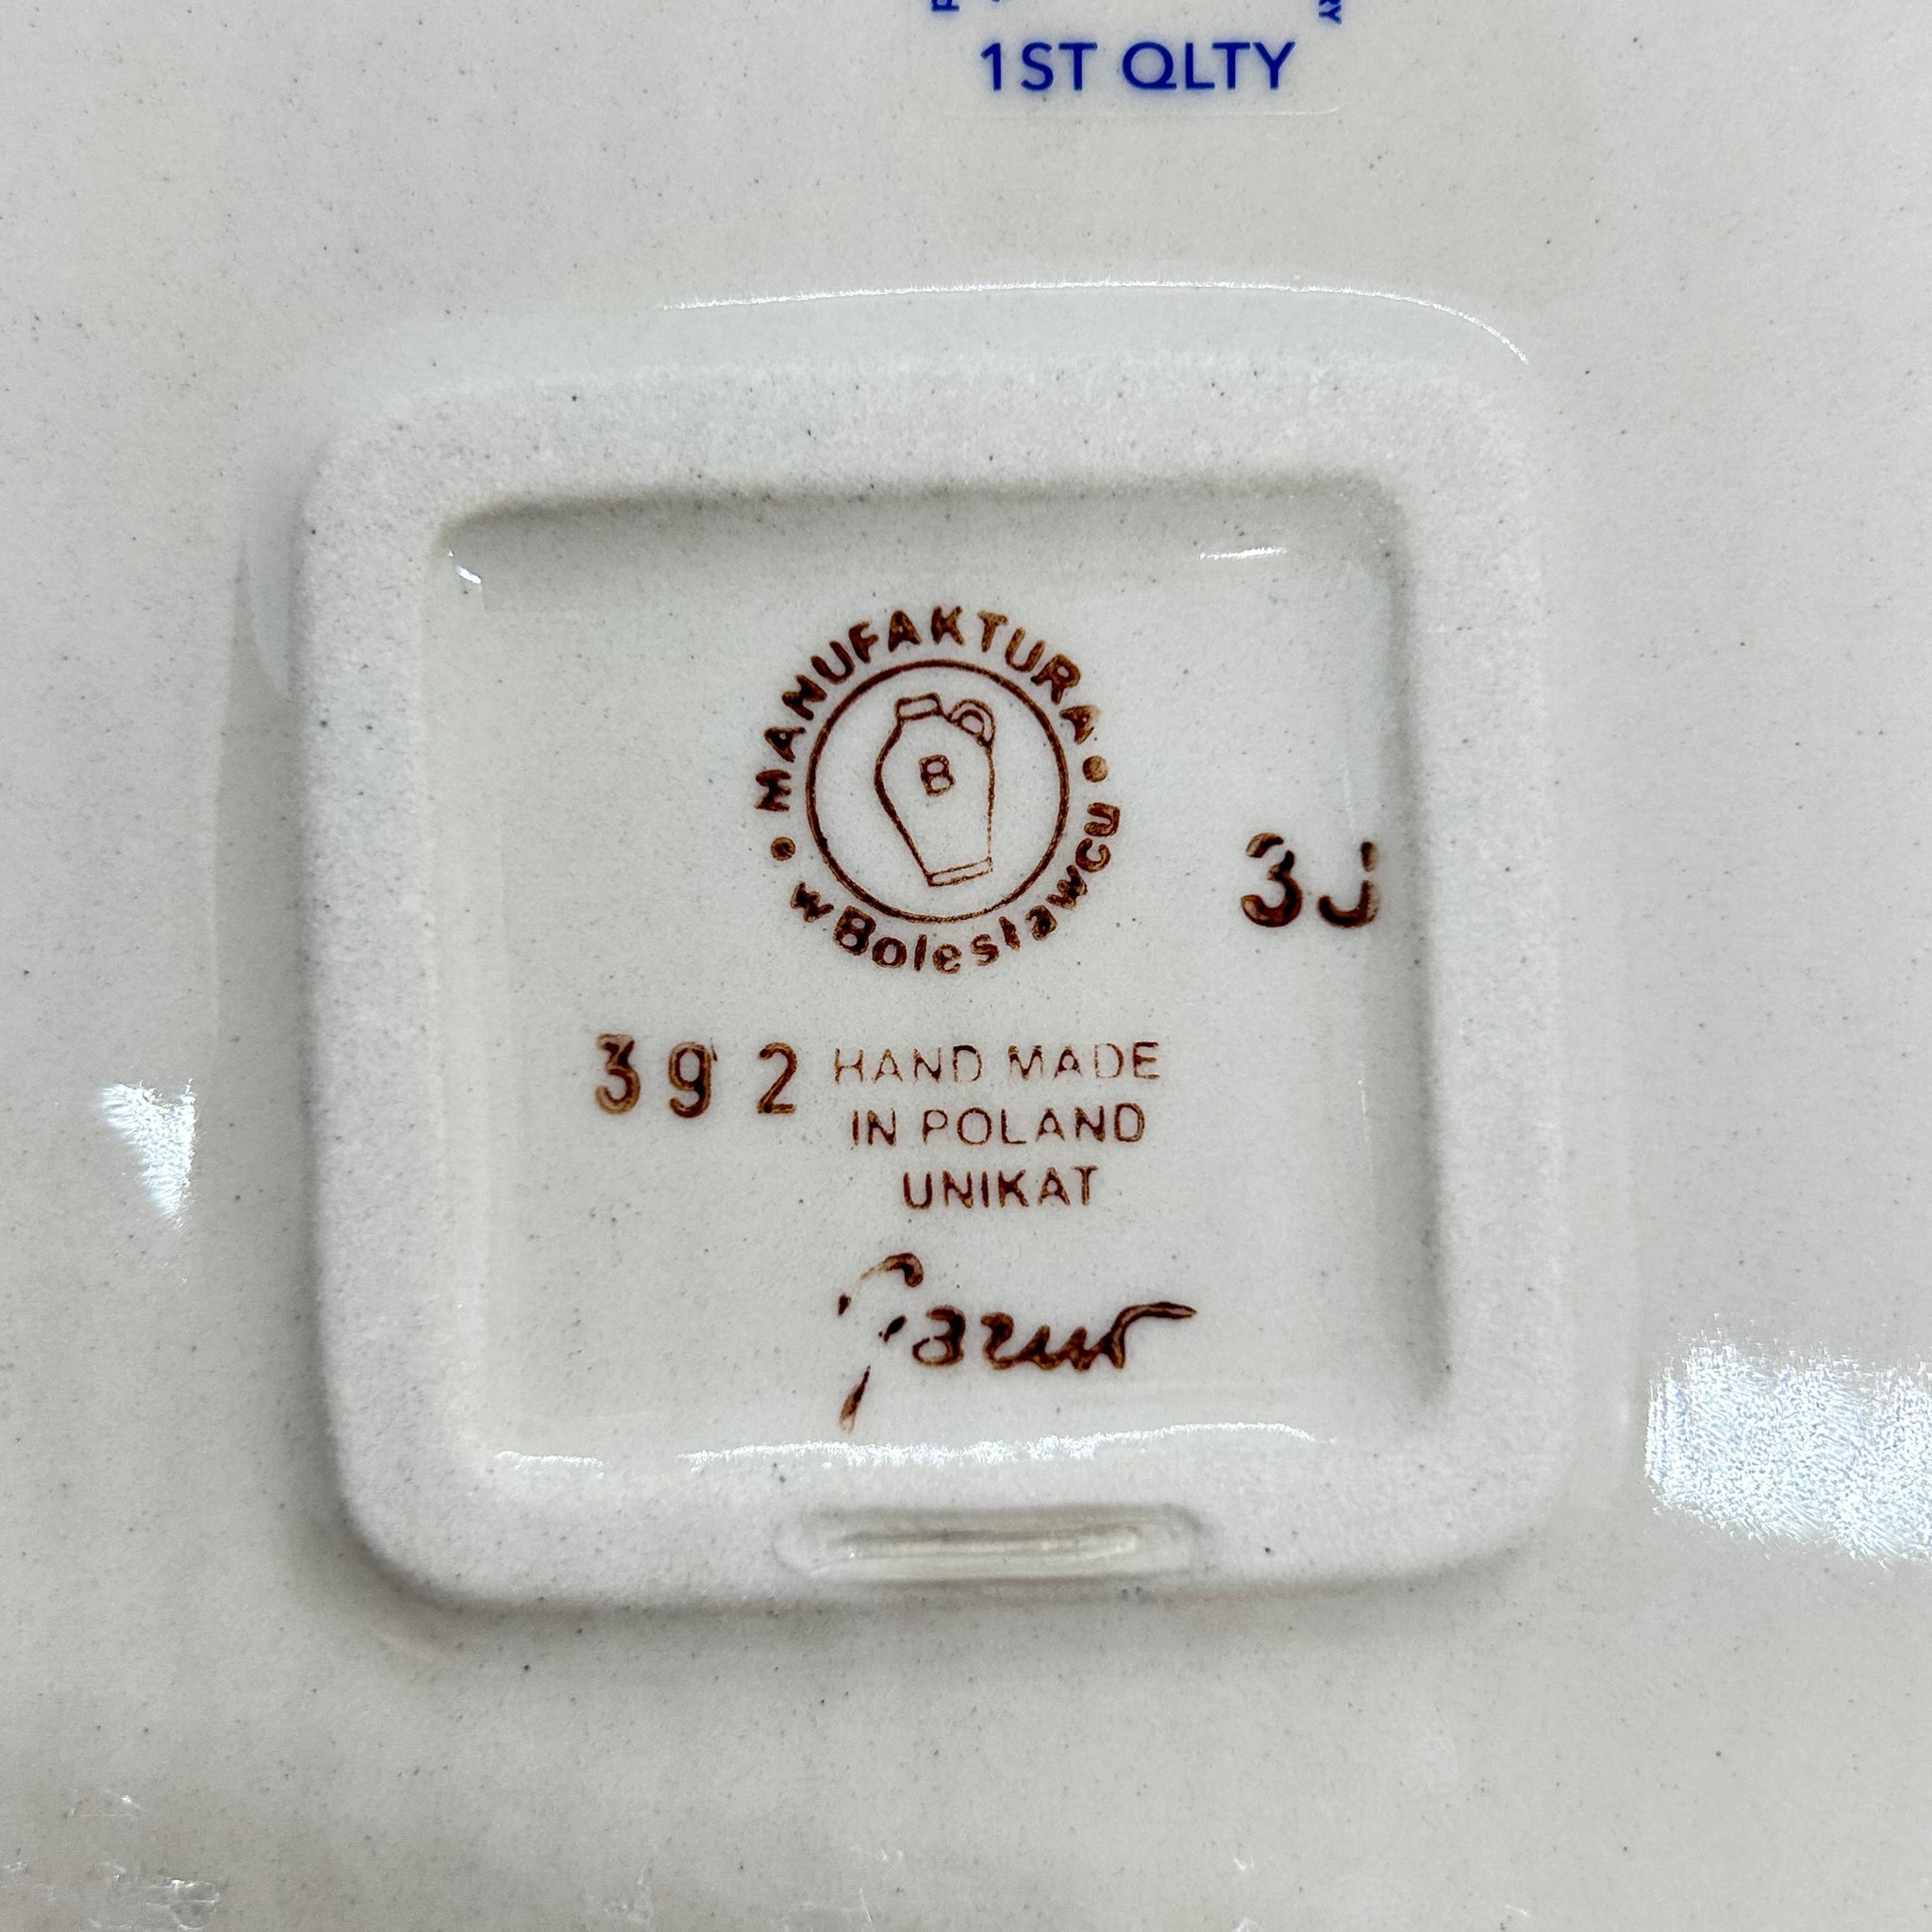 1ST QLTY
MANUFAKTURA
w Bolesławcu
B
3J
392 HAND MADE
IN POLAND
UNIKAT